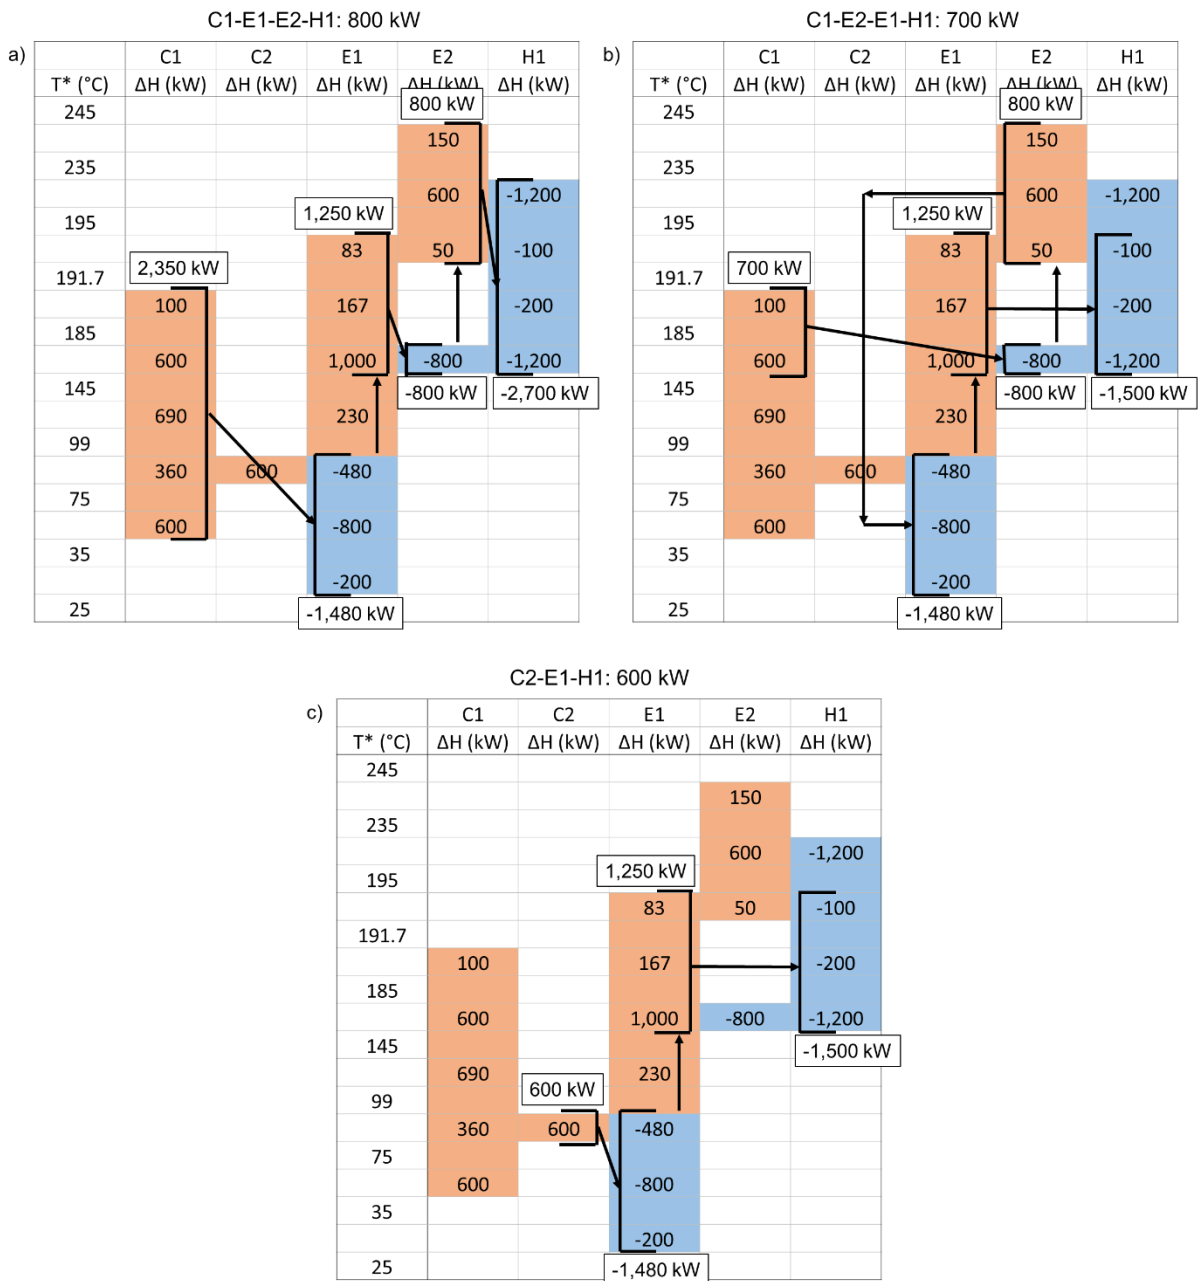 C1-E1-E2-H1: 800 kW
a)
C1 C2 E1 E2 H1
T* (°C) ΔH (kW) ΔH (kW) ΔH (kW) ΔH (kW) ΔH (kW)
245 800 kW
150
235
600 -1,200
195 1,250 kW
83 50 -100
191.7 2,350 kW
100 167 -200
185
600 1,000 -800 -1,200
145 -800 kW -2,700 kW
690 230
99
360 600 -480
75
600 -800
35
-200
25 -1,480 kW
C1-E2-E1-H1: 700 kW
b)
C1 C2 E1 E2 H1
T* (°C) ΔH (kW) ΔH (kW) ΔH (kW) ΔH (kW) ΔH (kW)
245 800 kW
150
235
600 -1,200
195 1,250 kW
83 50 -100
191.7 700 kW
100 167 -200
185
600 1,000 -800 -1,200
145 -800 kW -1,500 kW
690 230
99
360 600 -480
75
600 -800
35
-200
25 -1,480 kW
C2-E1-H1: 600 kW
c)
C1 C2 E1 E2 H1
T* (°C) ΔH (kW) ΔH (kW) ΔH (kW) ΔH (kW) ΔH (kW)
245
150
235
600 -1,200
195 1,250 kW
83 50 -100
191.7
100 167 -200
185
600 1,000 -800 -1,200
145 -1,500 kW
690 230
99 600 kW
360 600 -480
75
600 -800
35
-200
25 -1,480 kW